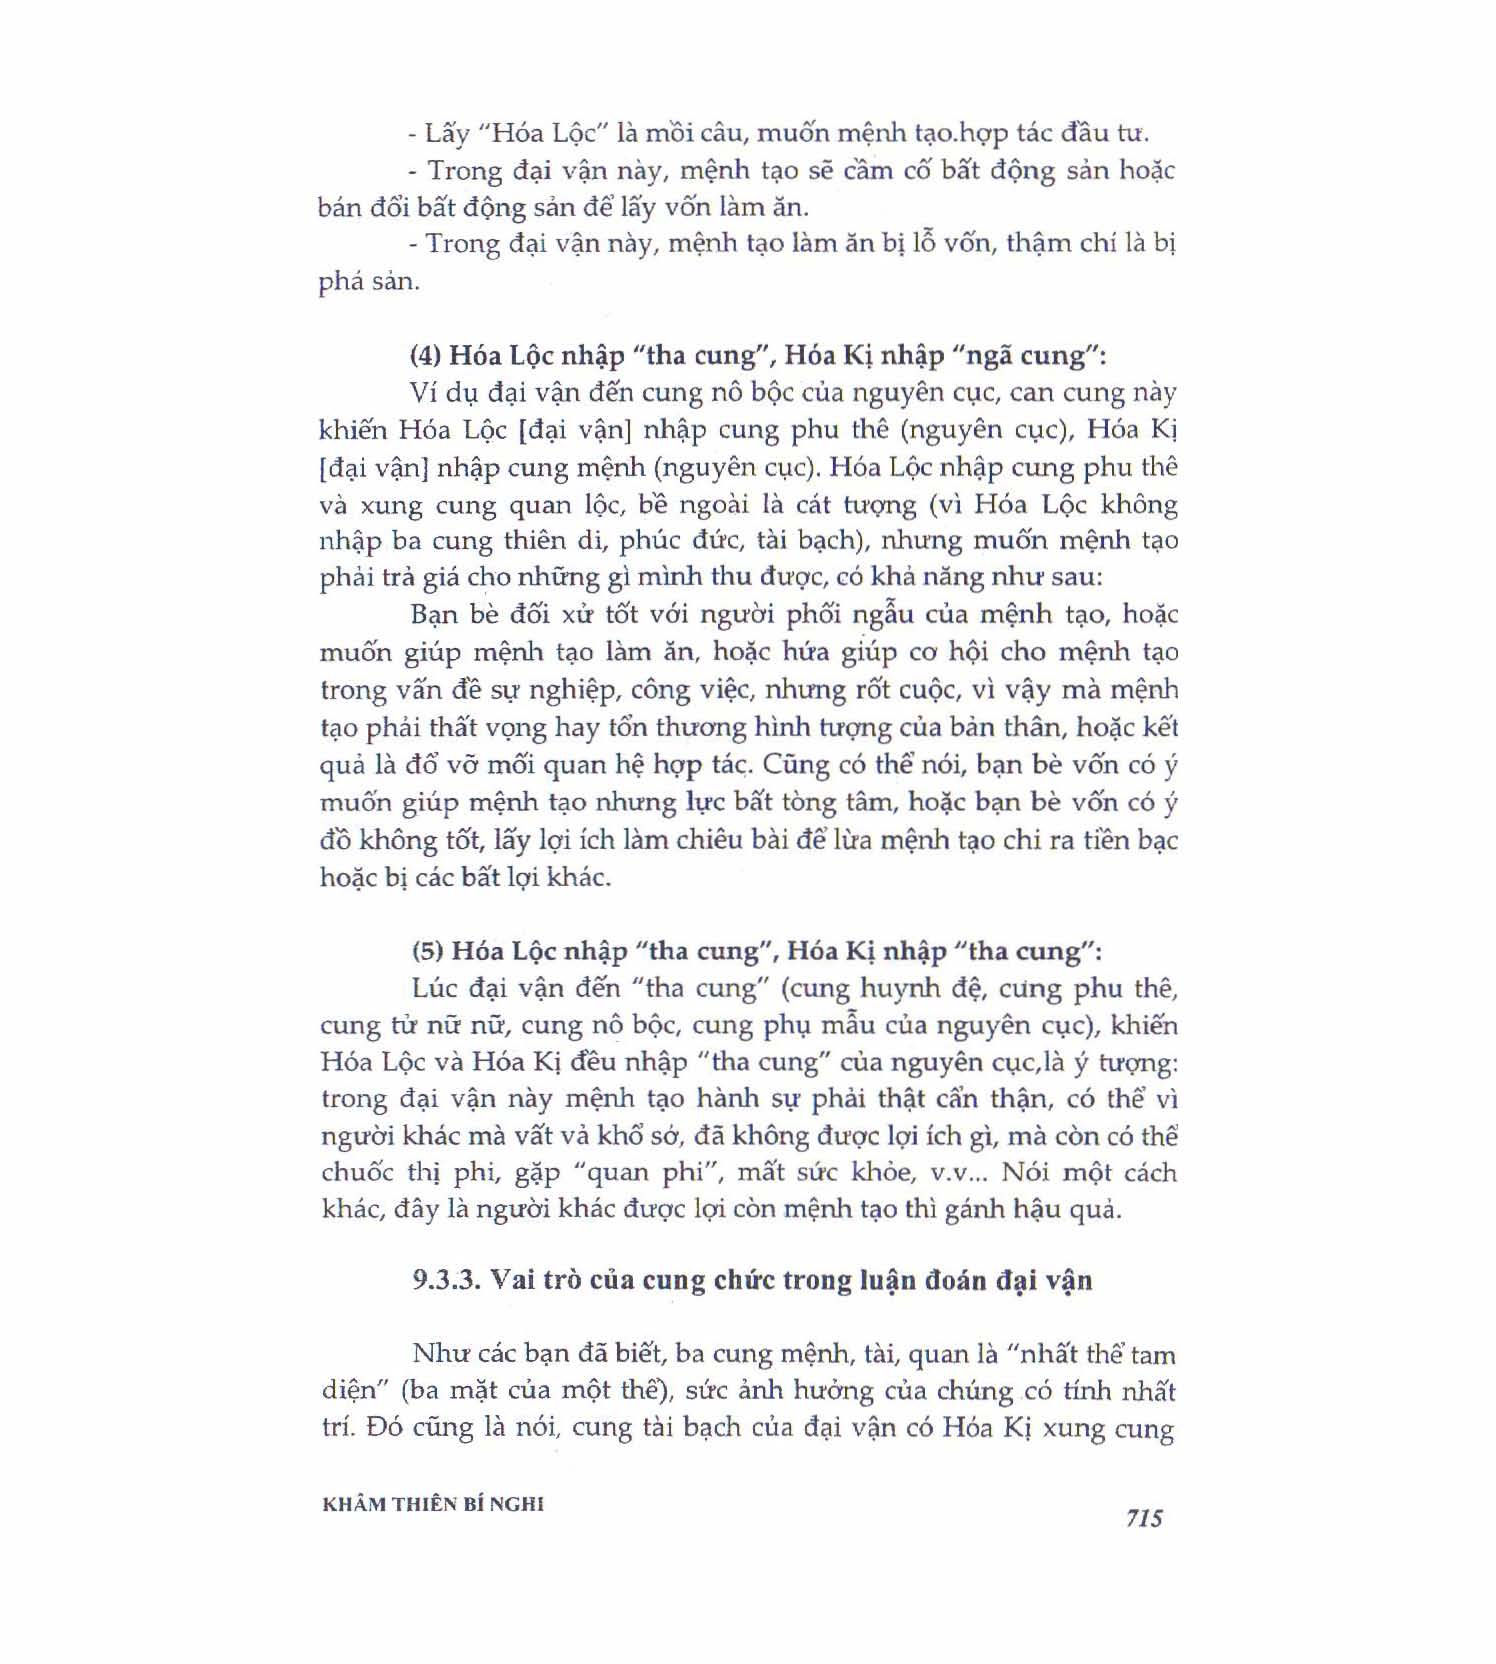 - Lấy "Hóa Lộc" là mồi câu, muốn mệnh tạo.hợp tác đầu tư.
- Trong đại vận này, mệnh tạo sẽ cầm cố bất động sản hoặc
bán đổi bất động sản để lấy vốn làm ăn.
- Trong đại vận này, mệnh tạo làm ăn bị lỗ vốn, thậm chí là bị
phá sản.
(4) Hóa Lộc nhập "tha cung", Hóa Kị nhập "ngã cung":
Ví dụ đại vận đến cung nô bộc của nguyên cục, can cung này
khiến Hóa Lộc [đại vận] nhập cung phu thê (nguyên cục), Hóa Kị
[đại vận] nhập cung mệnh (nguyên cục). Hóa Lộc nhập cung phu thê
và xung cung quan lộc, bề ngoài là cát tượng (vì Hóa Lộc không
nhập ba cung thiên di, phúc đức, tài bạch), nhưng muốn mệnh tạo
phải trả giá cho những gì mình thu được, có khả năng như sau:
Bạn bè đối xử tốt với người phối ngẫu của mệnh tạo, hoặc
muốn giúp mệnh tạo làm ăn, hoặc hứa giúp cơ hội cho mệnh tạo
trong vấn đề sự nghiệp, công việc, nhưng rốt cuộc, vì vậy mà mệnh
tạo phải thất vọng hay tổn thương hình tượng của bản thân, hoặc kết
quả là đổ vỡ mối quan hệ hợp tác. Cũng có thể nói, bạn bè vốn có ý
muốn giúp mệnh tạo nhưng lực bất tòng tâm, hoặc bạn bè vốn có ý
đồ không tốt, lấy lợi ích làm chiêu bài để lừa mệnh tạo chi ra tiền bạc
hoặc bị các bất lợi khác.
(5) Hóa Lộc nhập "tha cung", Hóa Kị nhập "tha cung":
Lúc đại vận đến "tha cung" (cung huynh đệ, cung phu thê,
cung tử nữ nữ, cung nô bộc, cung phụ mẫu của nguyên cục), khiến
Hóa Lộc và Hóa Kị đều nhập "tha cung" của nguyên cục,là ý tượng:
trong đại vận này mệnh tạo hành sự phải thật cẩn thận, có thể vì
người khác mà vất vả khổ sở, đã không được lợi ích gì, mà còn có thể
chuốc thị phi, gặp "quan phi", mất sức khỏe, v.v... Nói một cách
khác, đây là người khác được lợi còn mệnh tạo thì gánh hậu quả.
9.3.3. Vai trò của cung chức trong luận đoán đại vận
Như các bạn đã biết, ba cung mệnh, tài, quan là "nhất thể tam
diện" (ba mặt của một thể), sức ảnh hưởng của chúng có tính nhất
trí. Đó cũng là nói, cung tài bạch của đại vận có Hóa Kị xung cung
KHÂM THIÊN BÍ NGHI
715